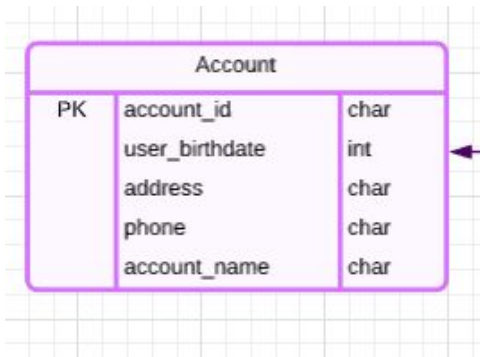 Account
PK account_id char
user_birthdate int
address char
phone char
account_name char